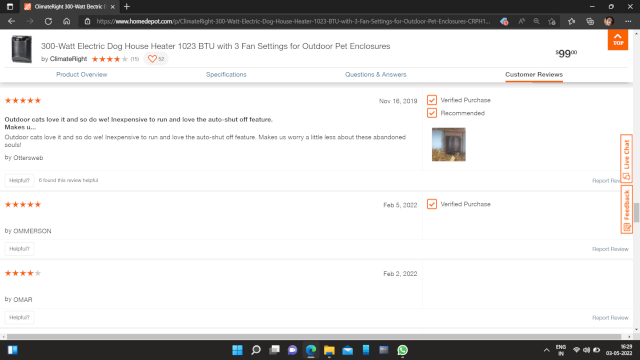 ClimateRight 300-Watt Electric D
https://www.homedepot.com/p/ClimateRight-300-Watt-Electric-Dog-House-Heater-1023-BTU-with-3-Fan-Settings-for-Outdoor-Pet-Enclosures-CRPH1...
300-Watt Electric Dog House Heater 1023 BTU with 3 Fan Settings for Outdoor Pet Enclosures
by ClimateRight (15) 52
$9900
TOP
Product Overview Specifications Questions & Answers Customer Reviews
Nov 16, 2019
Verified Purchase
Recommended
Outdoor cats love it and so do we! Inexpensive to run and love the auto-shut off feature.
Makes u...
Outdoor cats love it and so do we! Inexpensive to run and love the auto-shut off feature. Makes us worry a little less about these abandoned
souls!
by Ottersweb
Helpful? 6 found this review helpful Report Review
Live Chat
Feedback
Feb 5, 2022
Verified Purchase
by OMMERSON
Helpful? Report Review
Feb 2, 2022
by OMAR
Helpful? Report Review
ENG
IN
16:29
03-05-2022